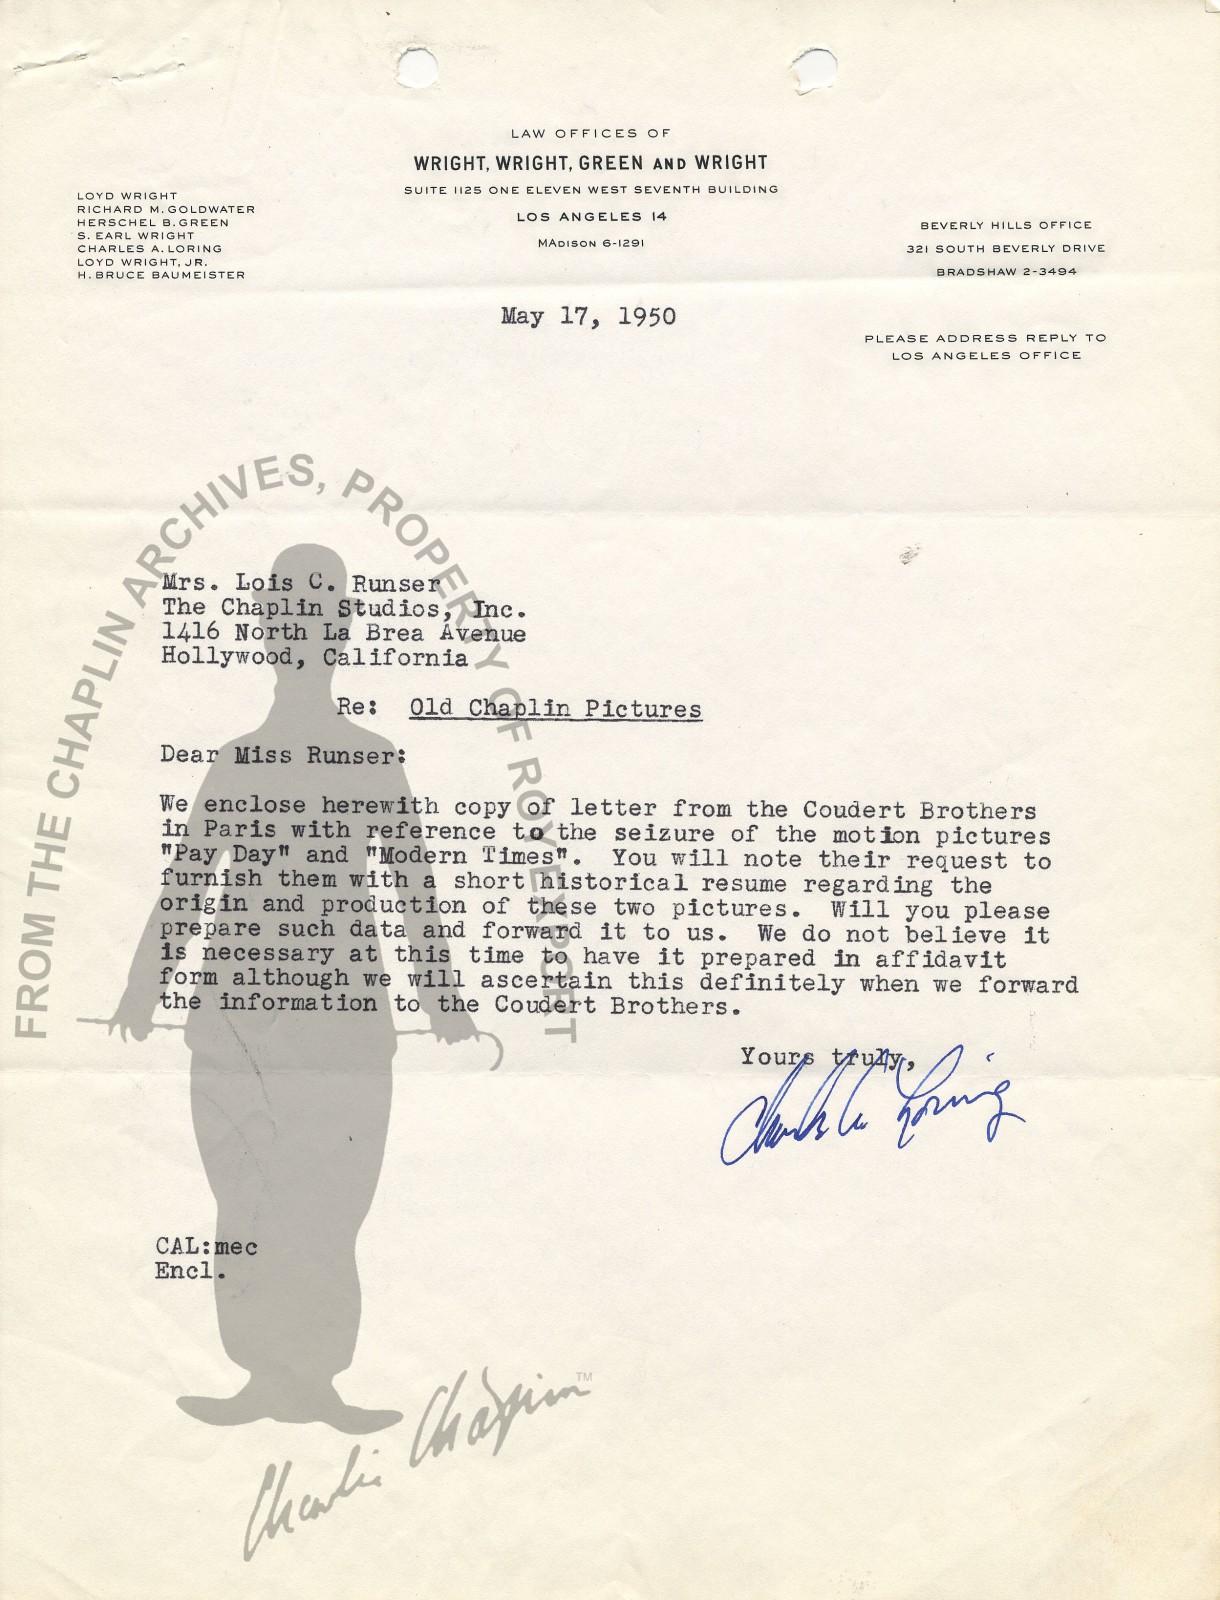 LAW OFFICES OF
WRIGHT, WRIGHT, GREEN AND WRIGHT
SUITE 1125 ONE ELEVEN WEST SEVENTH BUILDING
LOS ANGELES 14
MADISON 6-1291
LOYD WRIGHT
RICHARD M. GOLDWATER
HERSCHEL B. GREEN
S. EARL WRIGHT
CHARLES A. LORING
LOYD WRIGHT, JR.
H. BRUCE BAUMEISTER
BEVERLY HILLS OFFICE
321 SOUTH BEVERLY DRIVE
BRADSHAW 2-3494
May 17, 1950
PLEASE ADDRESS REPLY TO
LOS ANGELES OFFICE
FROM THE CHAPLIN ARCHIVES, PROPERTY OF ROY EXPORT
Mrs. Lois C. Runser
The Chaplin Studios, Inc.
1416 North La Brea Avenue
Hollywood, California
Re: Old Chaplin Pictures
Dear Miss Runser:
We enclose herewith copy of letter from the Coudert Brothers
in Paris with reference to the seizure of the motion pictures
"Pay Day" and "Modern Times". You will note their request to
furnish them with a short historical resume regarding the
origin and production of these two pictures. Will you please
prepare such data and forward it to us. We do not believe it
is necessary at this time to have it prepared in affidavit
form although we will ascertain this definitely when we forward
the information to the Coudert Brothers.
Yours truly,
Charles A. Loring
CAL:mec
Encl.
Charlie Chaplin TM